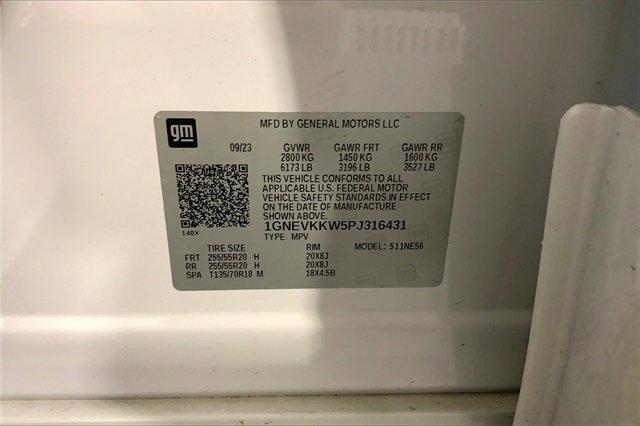 gm
MFD BY GENERAL MOTORS LLC
09/23 GVWR GAWR FRT GAWR RR
2800 KG 1450 KG 1600 KG
6173 LB 3196 LB 3527 LB
THIS VEHICLE CONFORMS TO ALL
APPLICABLE U.S. FEDERAL MOTOR
VEHICLE SAFETY STANDARDS IN EFFECT
ON THE DATE OF MANUFACTURE
SHOWN ABOVE.
140X
1GNEVKKW5PJ316431
TYPE: MPV
TIRE SIZE RIM MODEL: 511NE56
FRT 255/55R20 H 20X8J
RR 255/55R20 H 20X8J
SPA T135/70R18 M 18X4.5B